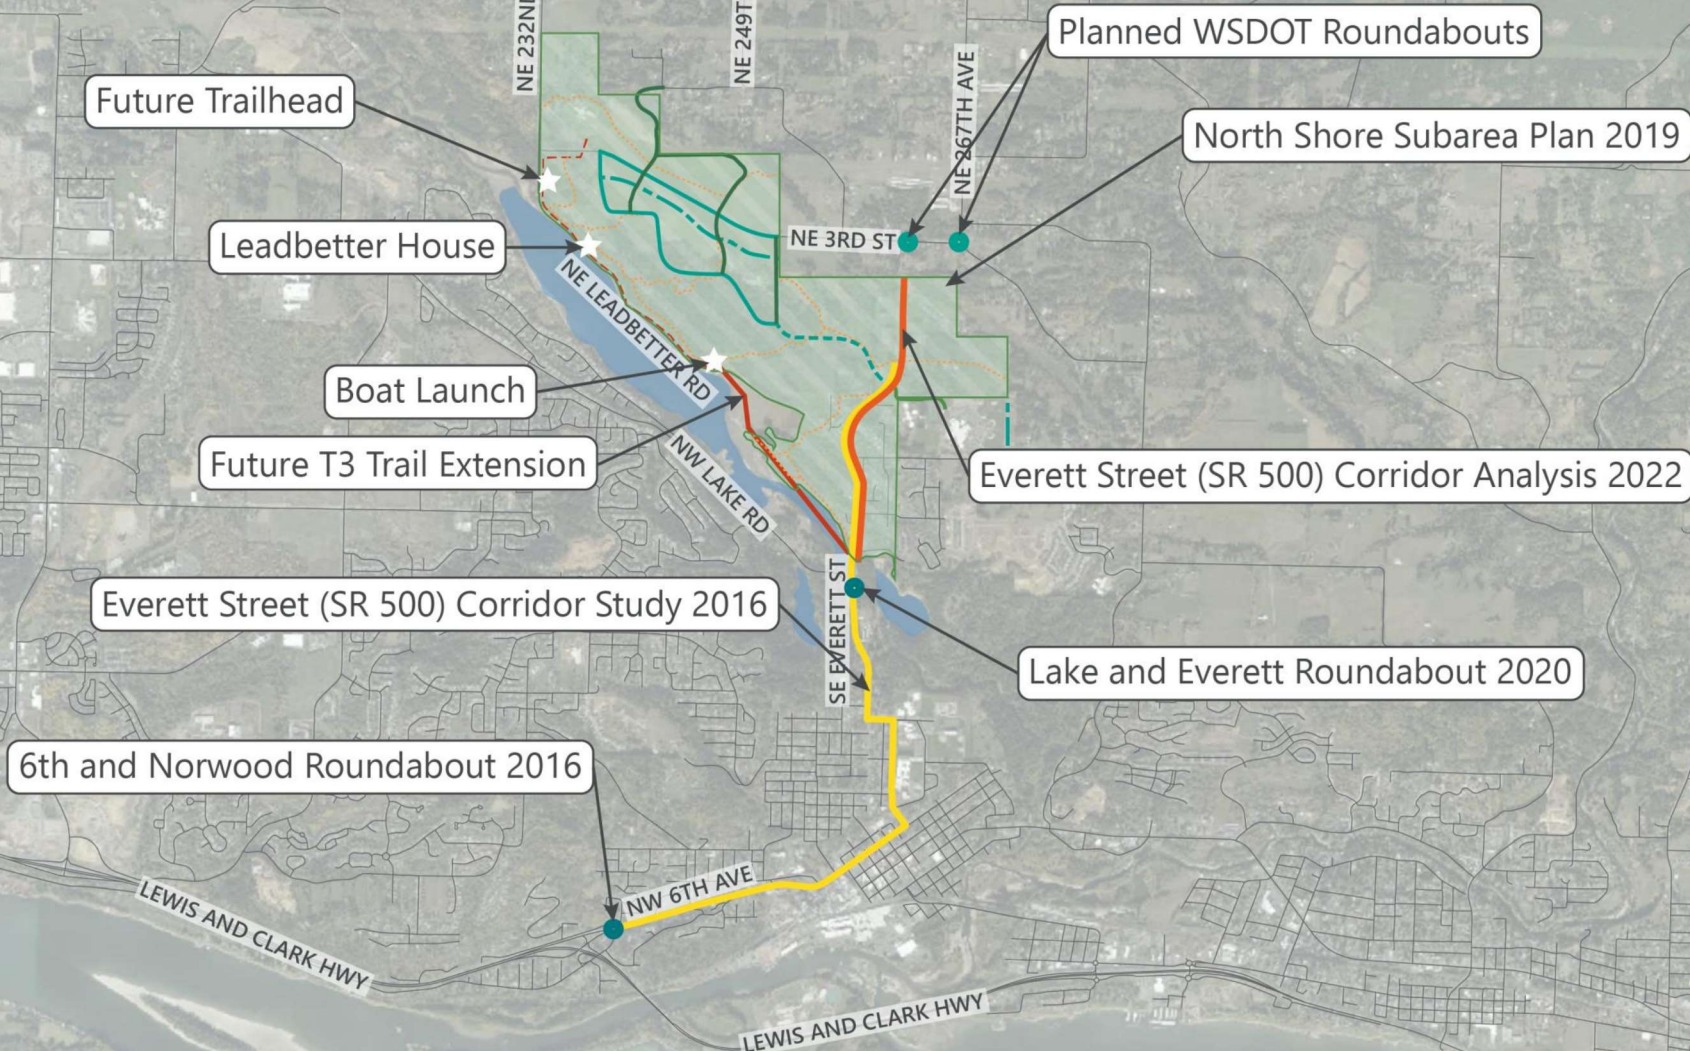 NE 232ND
NE 249T
Planned WSDOT Roundabouts
NE 267TH AVE
Future Trailhead
North Shore Subarea Plan 2019
Leadbetter House
NE 3RD ST
NE LEADBETTER RD
Boat Launch
Future T3 Trail Extension
NW LAKE RD
Everett Street (SR 500) Corridor Analysis 2022
Everett Street (SR 500) Corridor Study 2016
SE EVERETT ST
Lake and Everett Roundabout 2020
6th and Norwood Roundabout 2016
NW 6TH AVE
LEWIS AND CLARK HWY
LEWIS AND CLARK HWY